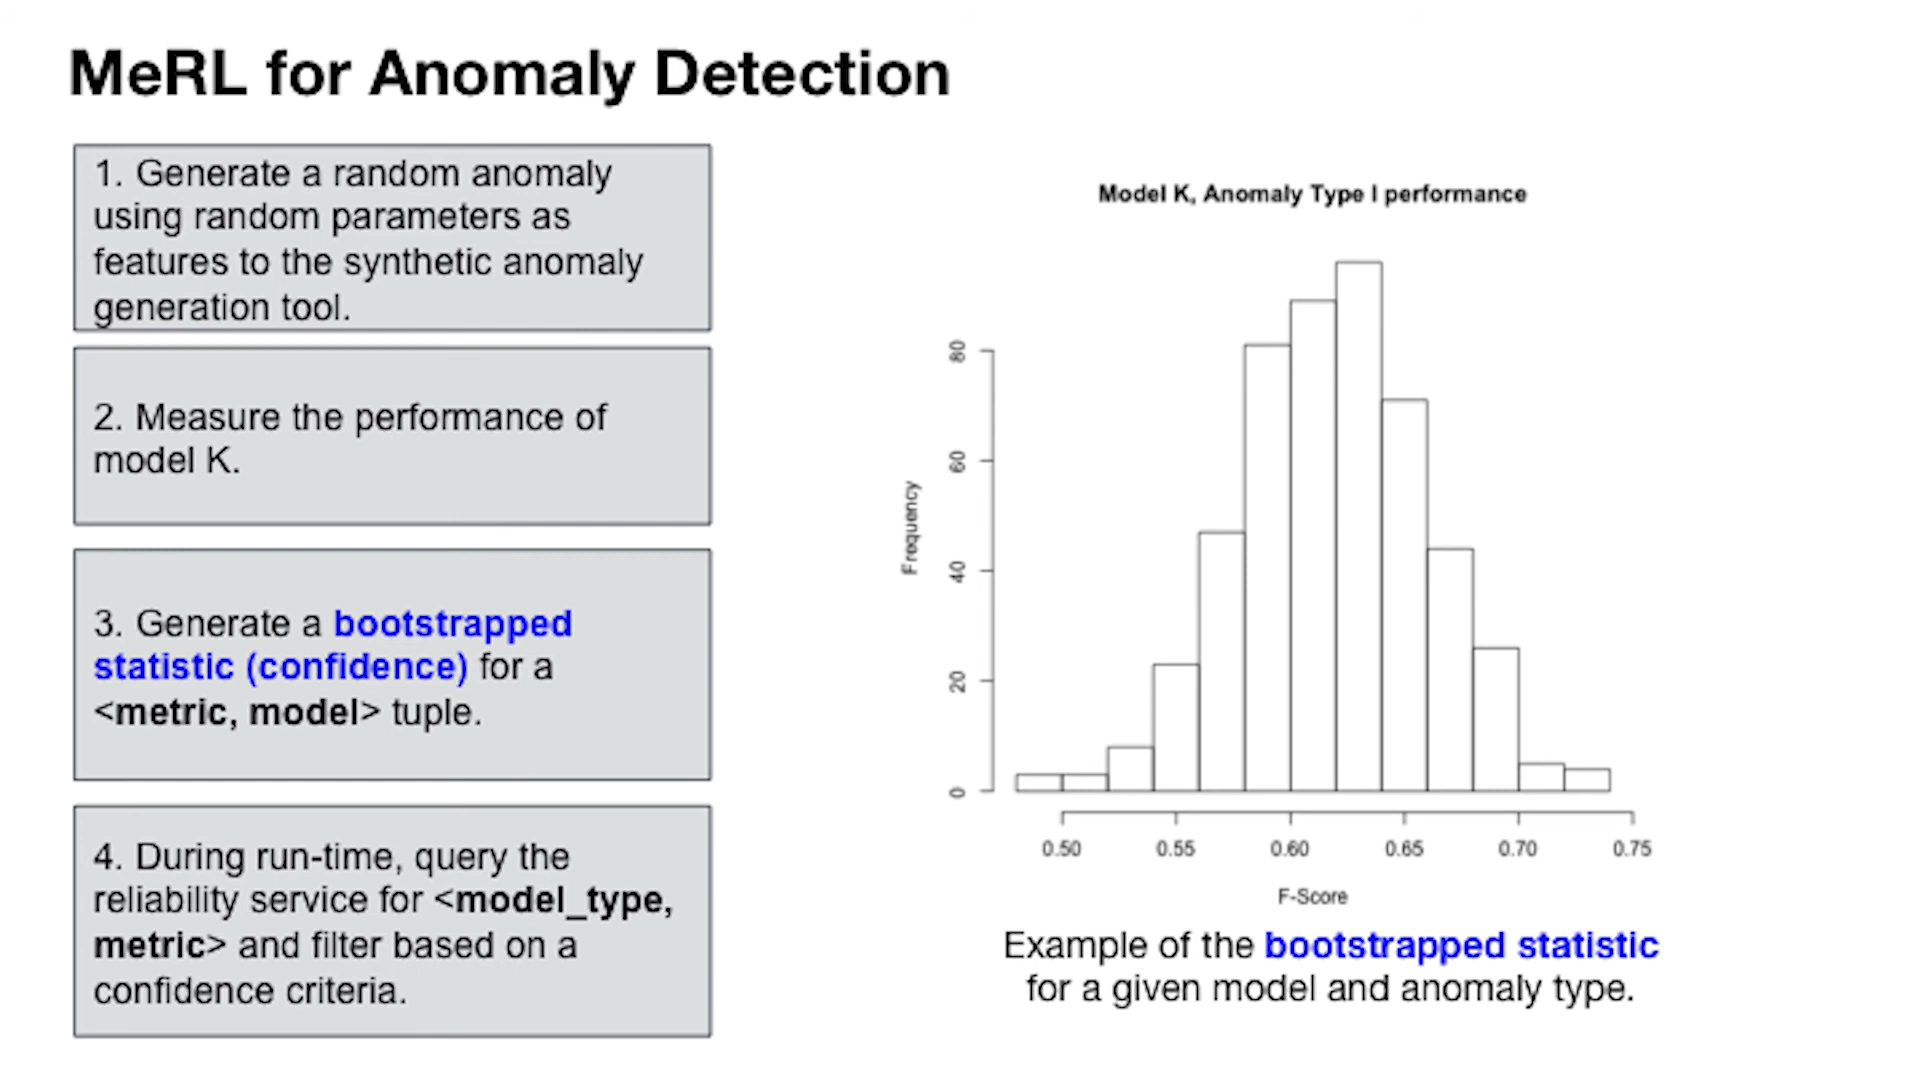 MeRL for Anomaly Detection
1. Generate a random anomaly
using random parameters as
features to the synthetic anomaly
generation tool.
2. Measure the performance of
model K.
3. Generate a bootstrapped
statistic (confidence) for a
<metric, model> tuple.
4. During run-time, query the
reliability service for <model_type,
metric> and filter based on a
confidence criteria.
Model K, Anomaly Type I performance
Frequency
80
60
40
20
0
0.50 0.55 0.60 0.65 0.70 0.75
F-Score
Example of the bootstrapped statistic
for a given model and anomaly type.